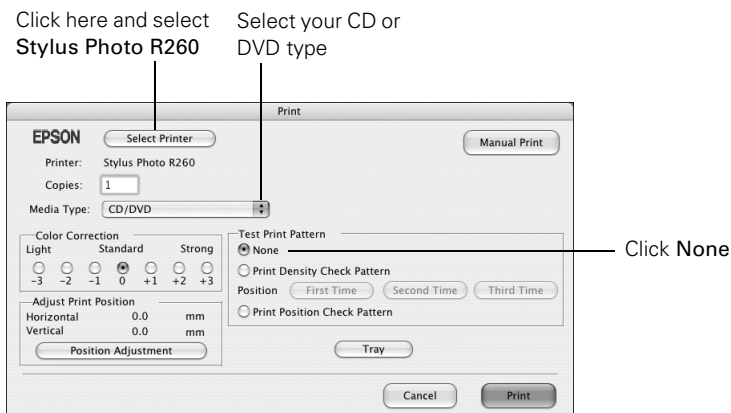 Click here and select
Stylus Photo R260
Select your CD or
DVD type
Print
EPSON
Select Printer
Manual Print
Printer: Stylus Photo R260
Copies: 1
Media Type: CD/DVD
Color Correction
Light Standard Strong
-3 -2 -1 0 +1 +2 +3
Adjust Print Position
Horizontal 0.0 mm
Vertical 0.0 mm
Position Adjustment
Test Print Pattern
None
Print Density Check Pattern
Position First Time Second Time Third Time
Print Position Check Pattern
Click None
Tray
Cancel Print